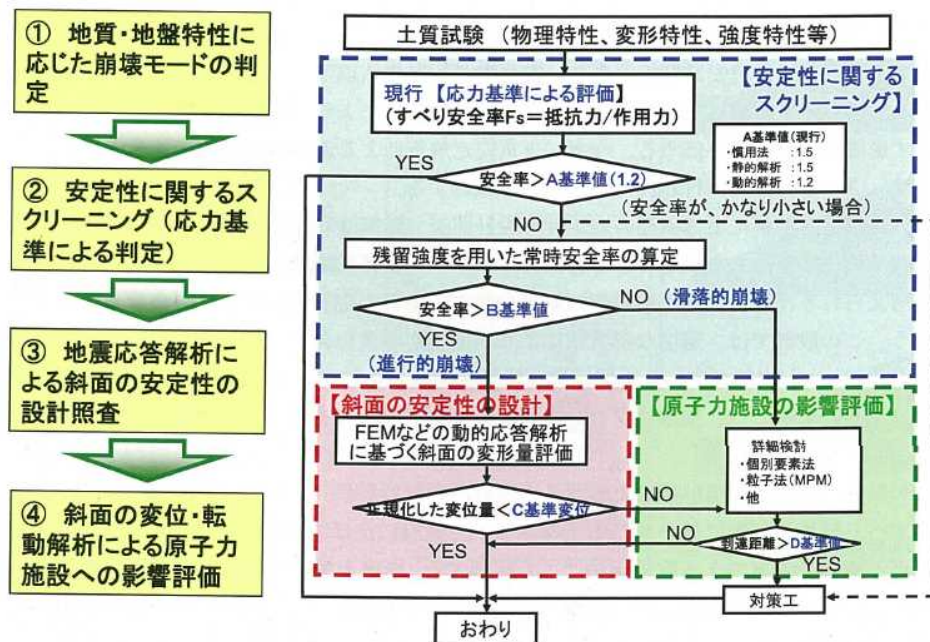 ① 地質・地盤特性に
応じた崩壊モードの判
定
② 安定性に関するス
クリーニング（応力基
準による判定）
③ 地震応答解析に
よる斜面の安定性の
設計照査
④ 斜面の変位・転
動解析による原子力
施設への影響評価
土質試験（物理特性、変形特性、強度特性等）
【安定性に関する
スクリーニング】
現行【応力基準による評価】
(すべり安全率Fs＝抵抗力/作用力)
A基準値(現行)
・慣用法 :1.5
・静的解析 :1.5
・動的解析 :1.2
YES
安全率＞A基準値(1.2)
(安全率が、かなり小さい場合)
NO
残留強度を用いた常時安全率の算定
安全率＞B基準値
NO (滑落的崩壊)
YES
(進行的崩壊)
【斜面の安定性の設計】
【原子力施設の影響評価】
FEMなどの動的応答解析
に基づく斜面の変形量評価
詳細検討
・個別要素法
・粒子法(MPM)
・他
正規化した変位量＜C基準変位
NO
YES
NO
到達距離＞D基準値
YES
対策工
おわり